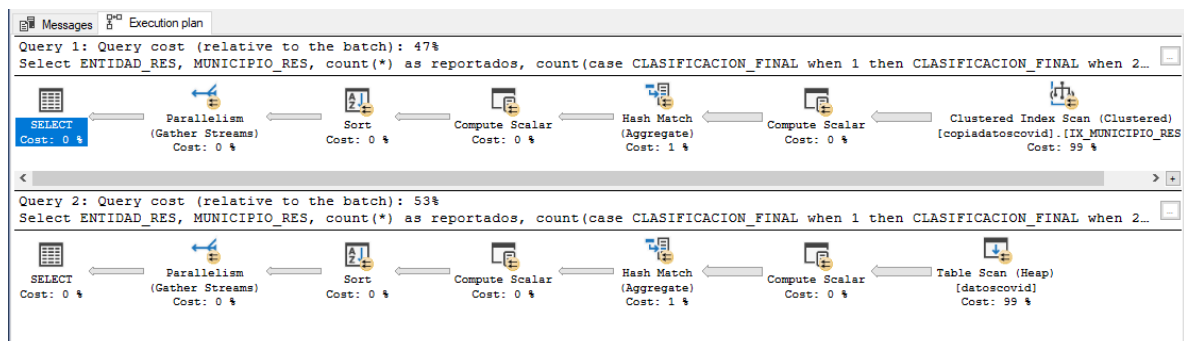 Messages
Execution plan
Query 1: Query cost (relative to the batch): 47%
Select ENTIDAD_RES, MUNICIPIO_RES, count(*) as reportados, count(case CLASIFICACION_FINAL when 1 then CLASIFICACION_FINAL when 2…
SELECT
Cost: 0 %
Parallelism
(Gather Streams)
Cost: 0 %
Sort
Cost: 0 %
Compute Scalar
Cost: 0 %
Hash Match
(Aggregate)
Cost: 1 %
Compute Scalar
Cost: 0 %
Clustered Index Scan (Clustered)
[copiadatoscovid].[IX_MUNICIPIO_RES
Cost: 99 %
Query 2: Query cost (relative to the batch): 53%
Select ENTIDAD_RES, MUNICIPIO_RES, count(*) as reportados, count(case CLASIFICACION_FINAL when 1 then CLASIFICACION_FINAL when 2…
SELECT
Cost: 0 %
Parallelism
(Gather Streams)
Cost: 0 %
Sort
Cost: 0 %
Compute Scalar
Cost: 0 %
Hash Match
(Aggregate)
Cost: 1 %
Compute Scalar
Cost: 0 %
Table Scan (Heap)
[datoscovid]
Cost: 99 %